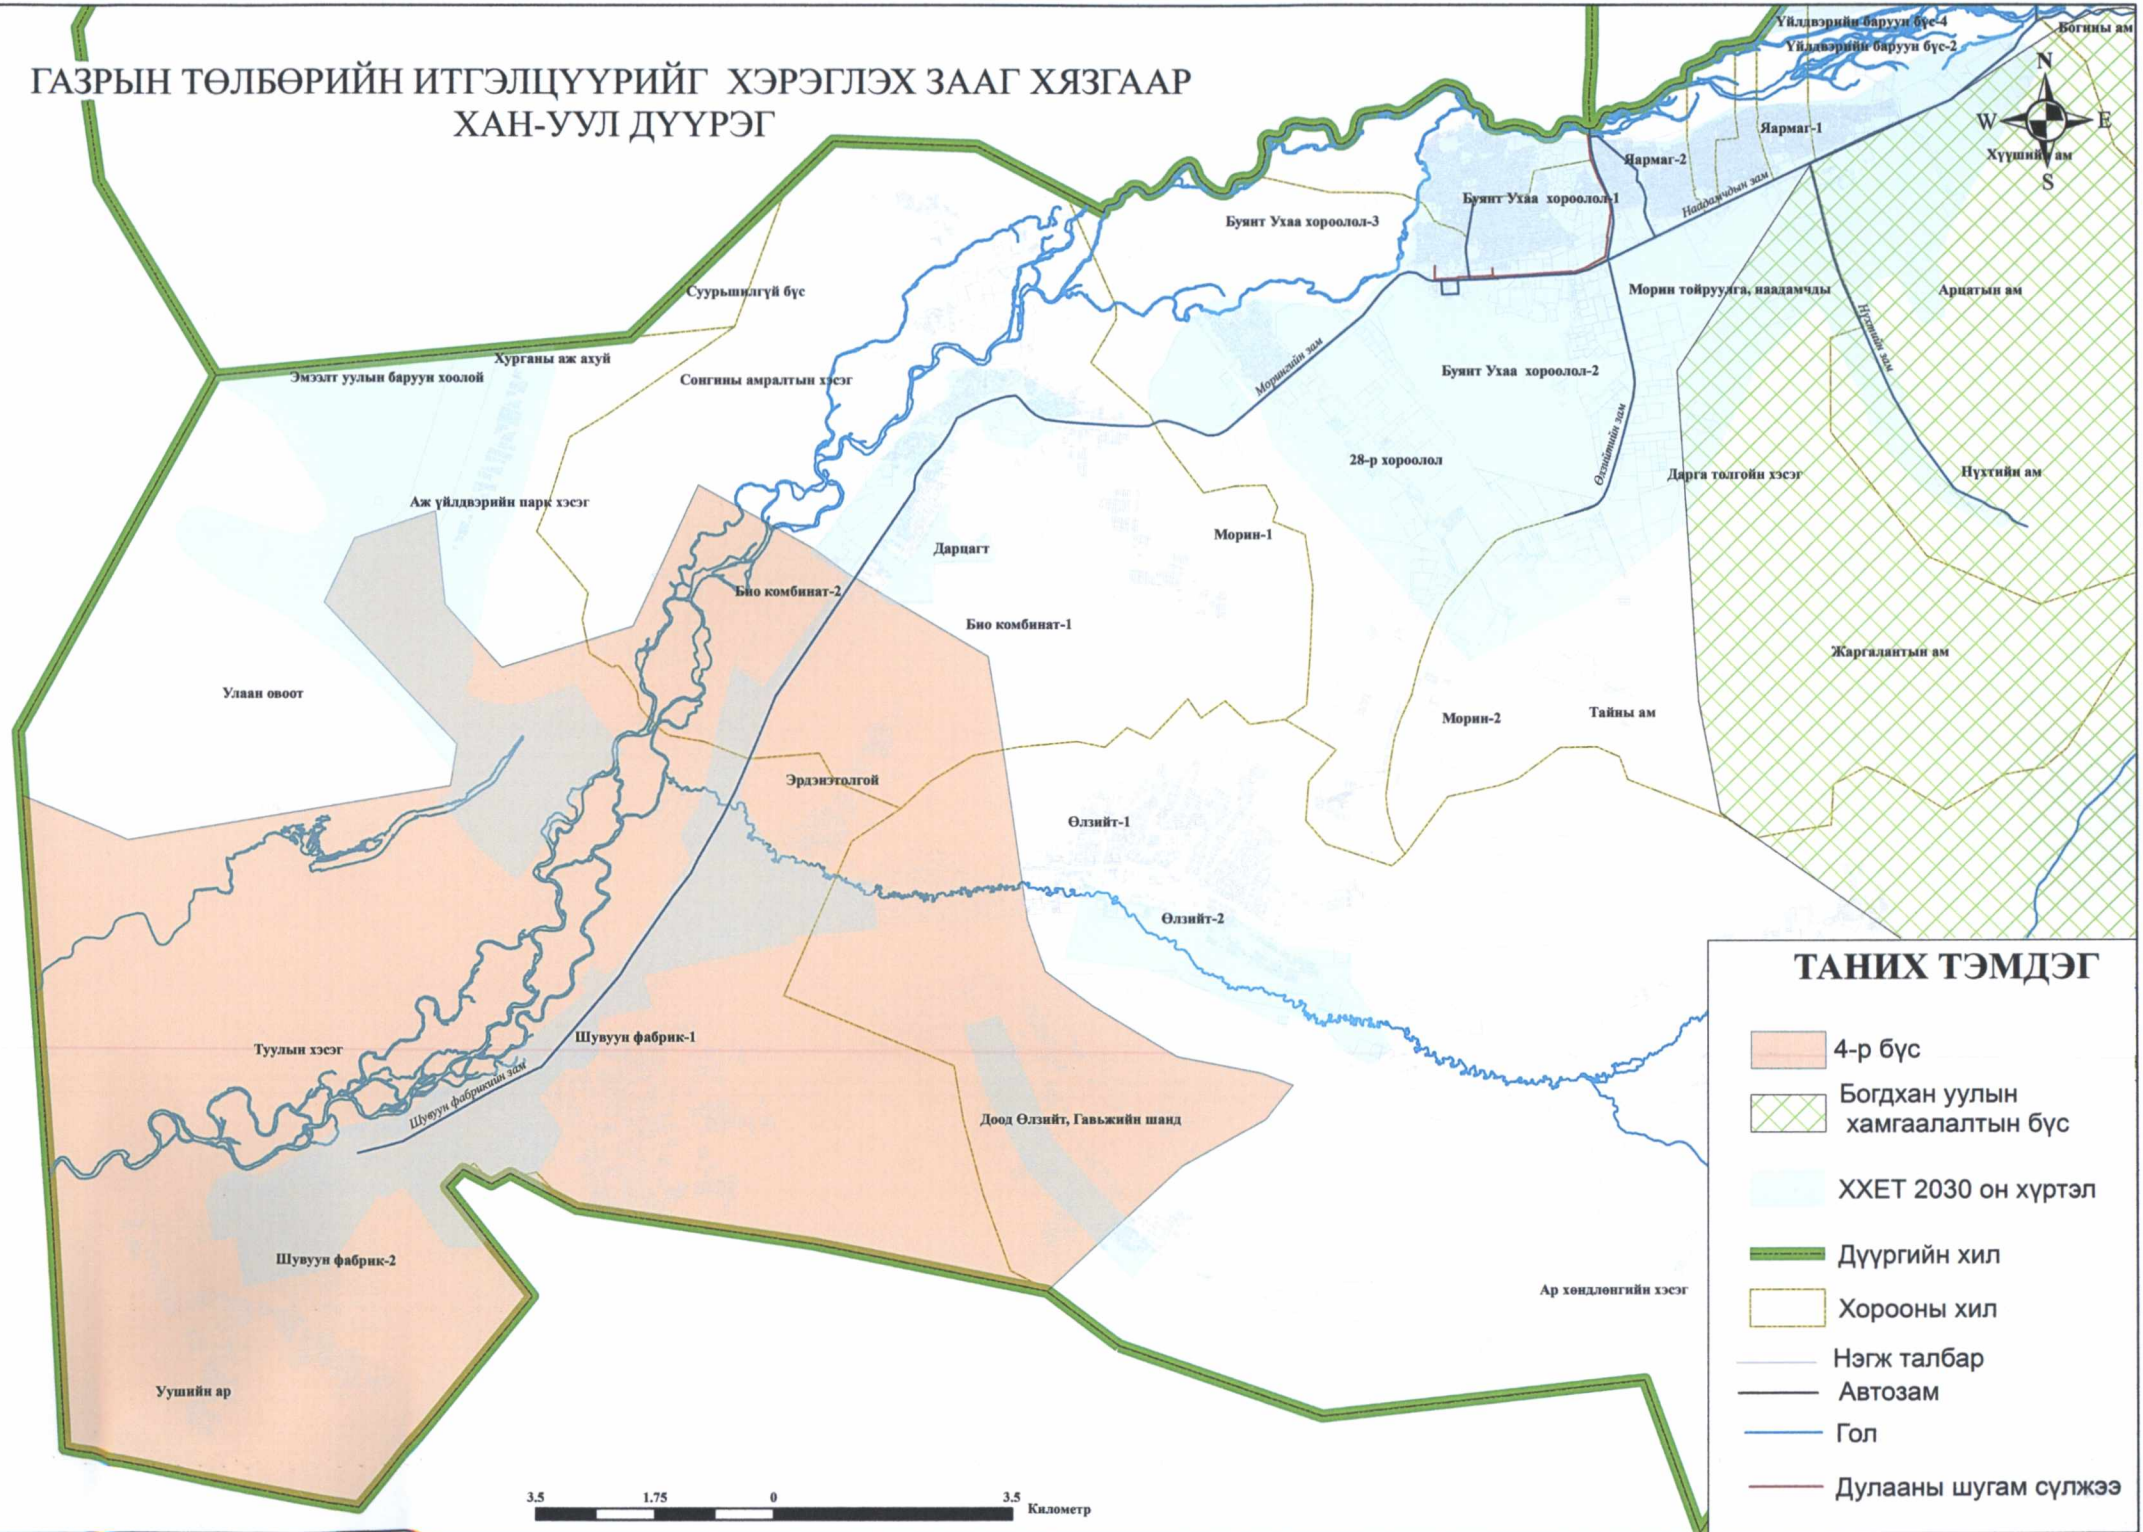 ГАЗРЫН ТӨЛБӨРИЙН ИТГЭЛЦҮҮРИЙГ ХЭРЭГЛЭХ ЗААГ ХЯЗГААР
ХАН-УУЛ ДҮҮРЭГ
Үйлдвэрийн баруун бүс-4
Үйлдвэрийн баруун бүс-2
Богины ам
N
W
E
S
Яармаг-1
Хүүшийн ам
Яармаг-2
Наадамчдын зам
Буянт Ухаа хороолол-1
Буянт Ухаа хороолол-3
Суурьшилгүй бүс
Морин тойруулга, наадамчды
Арцатын ам
Нүхтийн зам
Хурганы аж ахуй
Эмээлт уулын баруун хоолой
Сонгины амралтын хэсэг
Морингийн зам
Буянт Ухаа хороолол-2
Өлзийтийн зам
28-р хороолол
Дарга толгойн хэсэг
Нүхтийн ам
Аж үйлдвэрийн парк хэсэг
Дарцагт
Морин-1
Био комбинат-2
Био комбинат-1
Жаргалантын ам
Улаан овоот
Морин-2
Тайны ам
Эрдэнэтолгой
Өлзийт-1
Өлзийт-2
Туулын хэсэг
Шувуун фабрик-1
Шувуун фабрикийн зам
Доод Өлзийт, Гавьжийн шанд
Шувуун фабрик-2
Ар хөндлөнгийн хэсэг
Уушийн ар
ТАНИХ ТЭМДЭГ
4-р бүс
Богдхан уулын
хамгаалалтын бүс
ХХЕТ 2030 он хүртэл
Дүүргийн хил
Хорооны хил
Нэгж талбар
Автозам
Гол
Дулааны шугам сүлжээ
3.5 1.75 0 3.5
Километр